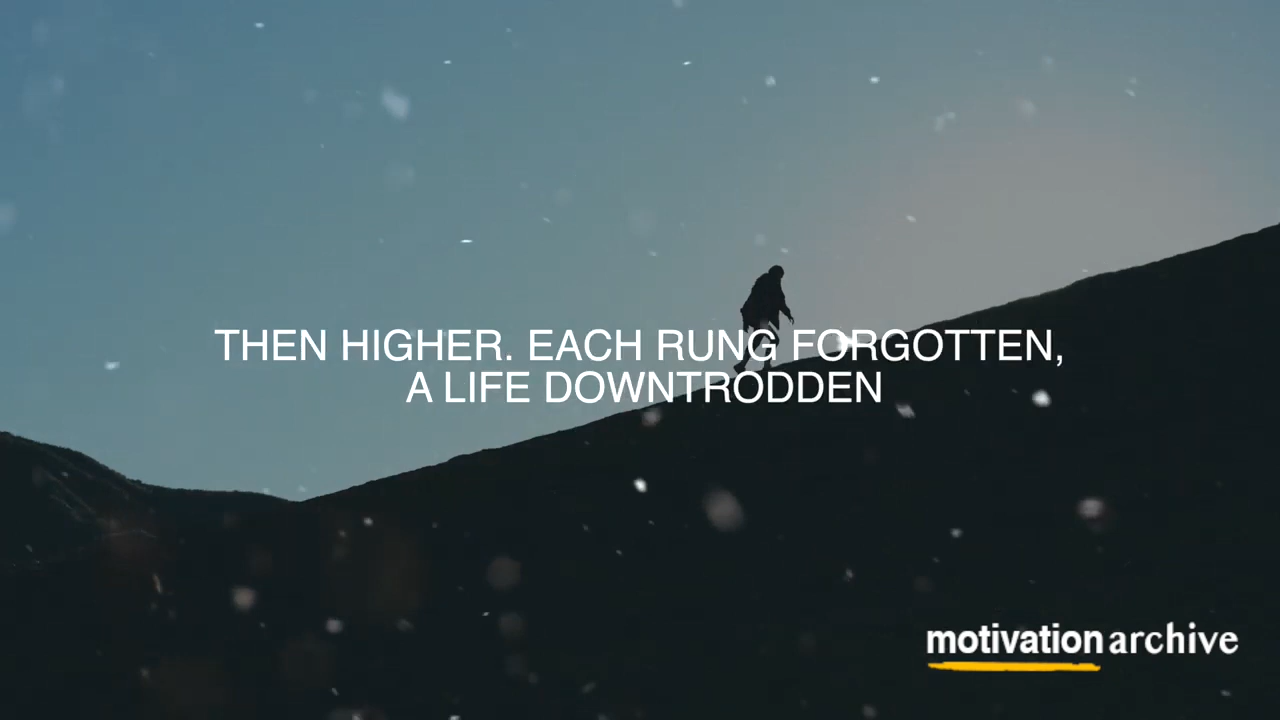 THEN HIGHER. EACH RUNG FORGOTTEN,
A LIFE DOWNTRODDEN
motivation archive